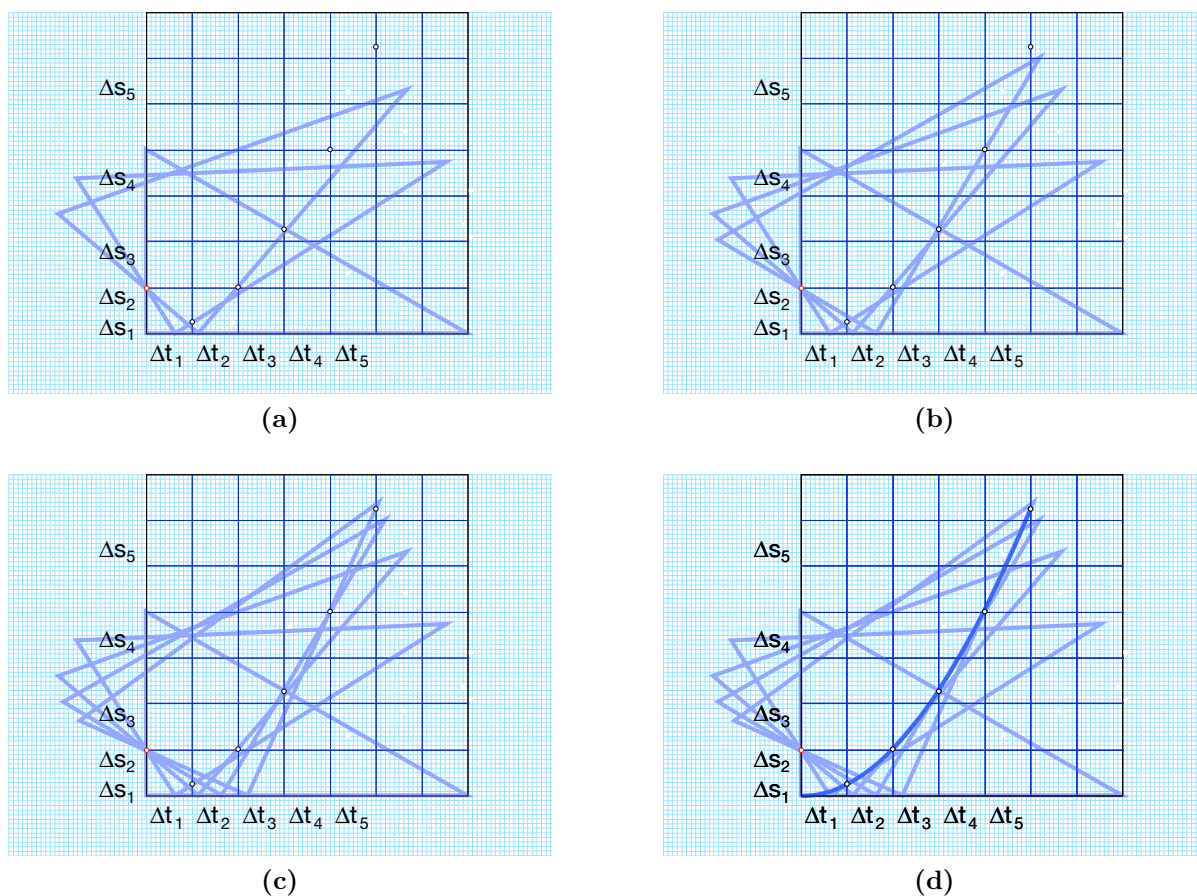 Δs₅
Δs₄
Δs₃
Δs₂
Δs₁
Δt₁ Δt₂ Δt₃ Δt₄ Δt₅
(a)
Δs₅
Δs₄
Δs₃
Δs₂
Δs₁
Δt₁ Δt₂ Δt₃ Δt₄ Δt₅
(b)
Δs₅
Δs₄
Δs₃
Δs₂
Δs₁
Δt₁ Δt₂ Δt₃ Δt₄ Δt₅
(c)
Δs₅
Δs₄
Δs₃
Δs₂
Δs₁
Δt₁ Δt₂ Δt₃ Δt₄ Δt₅
(d)